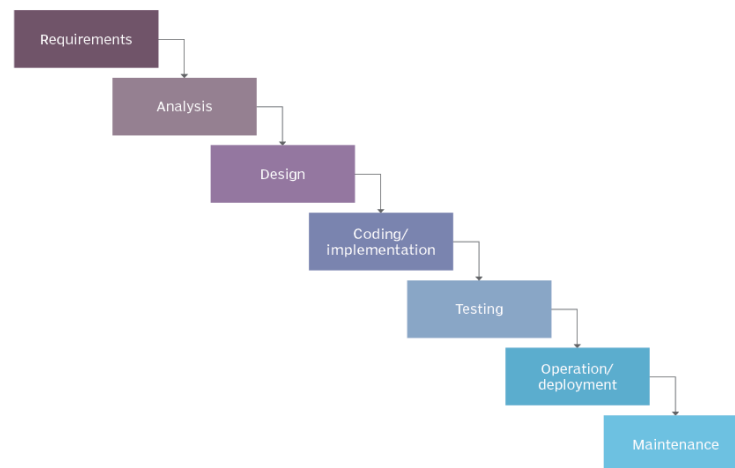 Requirements
Analysis
Design
Coding/
implementation
Testing
Operation/
deployment
Maintenance